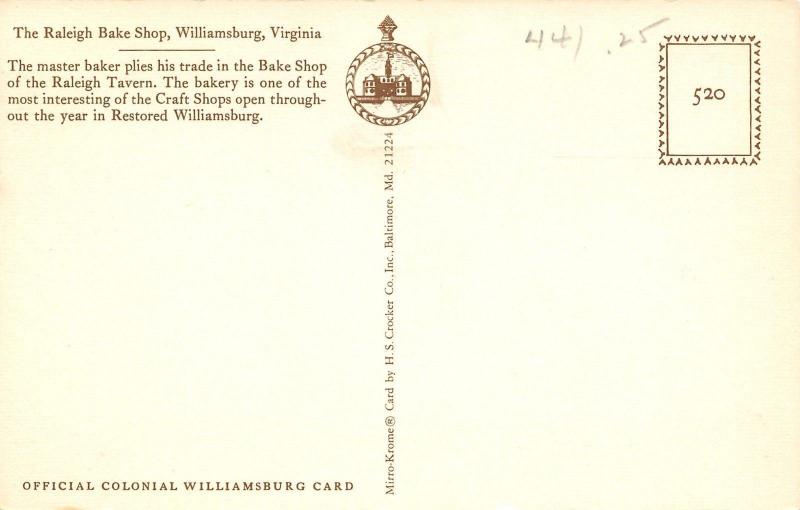 The Raleigh Bake Shop, Williamsburg, Virginia
The master baker plies his trade in the Bake Shop
of the Raleigh Tavern. The bakery is one of the
most interesting of the Craft Shops open through-
out the year in Restored Williamsburg.
441 .25
520
Mirro-Krome® Card by H. S. Crocker Co., Inc., Baltimore, Md. 21224
OFFICIAL COLONIAL WILLIAMSBURG CARD